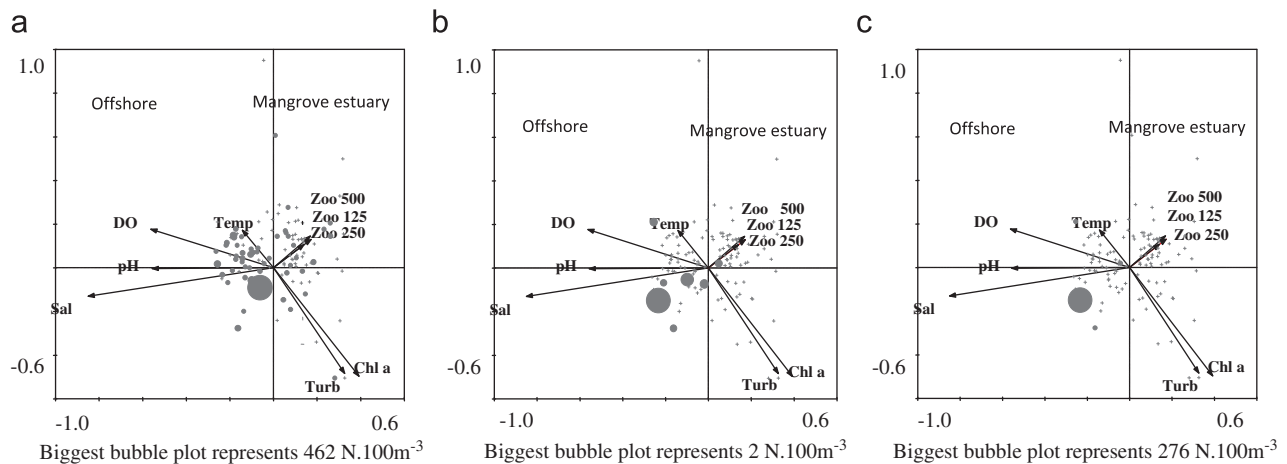 a
b
c
1.0
Offshore
Mangrove estuary
Zoo 500
Zoo 125
Zoo 250
DO
Temp
pH
Sal
-0.6
Chl a
Turb
-1.0
0.6
Biggest bubble plot represents 462 N.100m-3
1.0
Offshore
Mangrove estuary
Zoo 500
Zoo 125
Zoo 250
DO
Temp
pH
Sal
-0.6
Chl a
Turb
-1.0
0.6
Biggest bubble plot represents 2 N.100m-3
1.0
Offshore
Mangrove estuary
Zoo 500
Zoo 125
Zoo 250
DO
Temp
pH
Sal
-0.6
Chl a
Turb
-1.0
0.6
Biggest bubble plot represents 276 N.100m-3